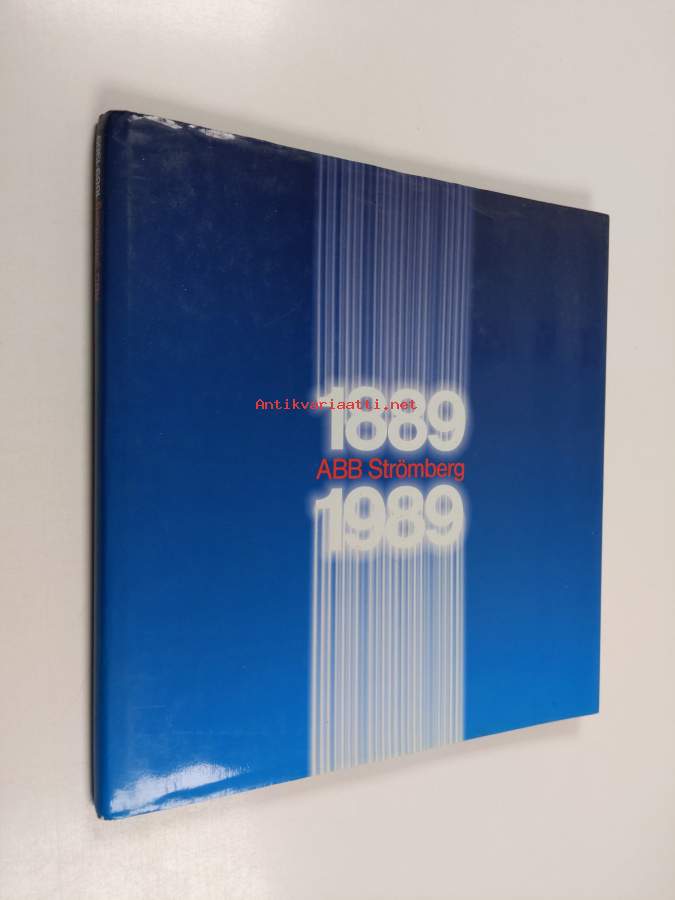 1889
Antikvariaatti.net
ABB Strömberg
1989